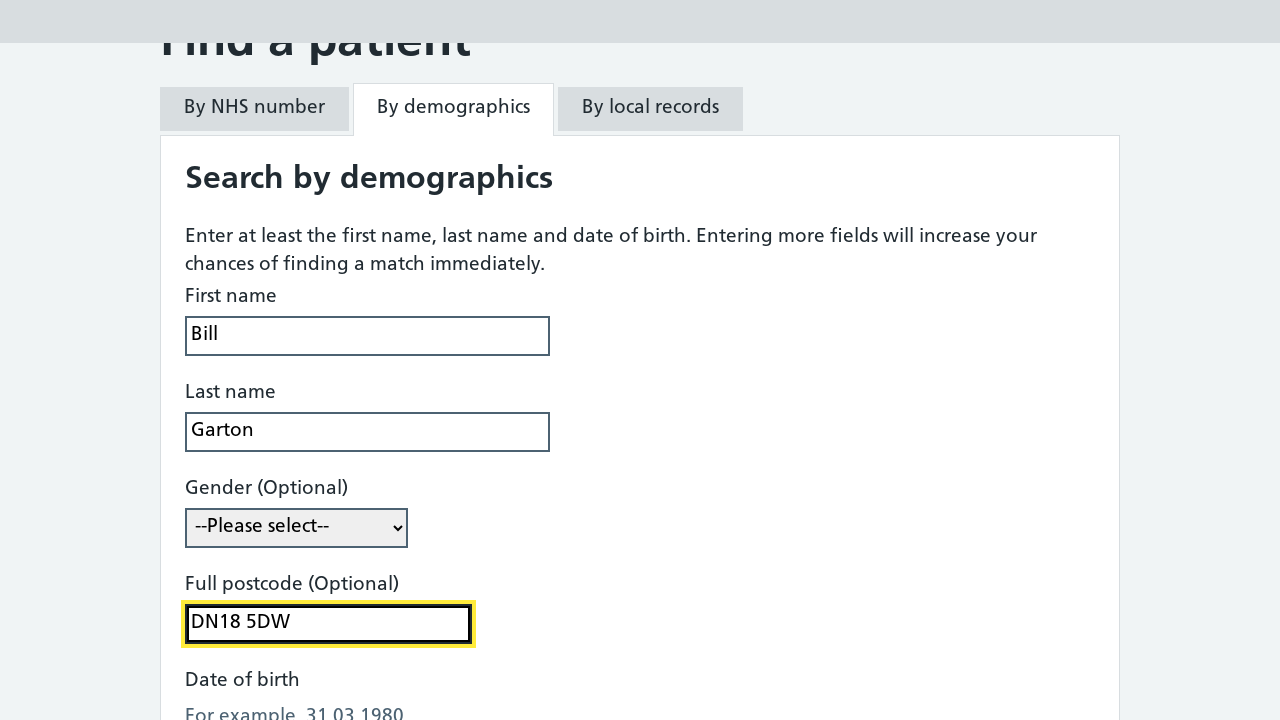 Find a patient
By NHS number
By demographics
By local records
Search by demographics
Enter at least the first name, last name and date of birth. Entering more fields will increase your
chances of finding a match immediately.
First name
Bill
Last name
Garton
Gender (Optional)
--Please select--
Full postcode (Optional)
DN18 5DW
Date of birth
For example, 31 03 1980